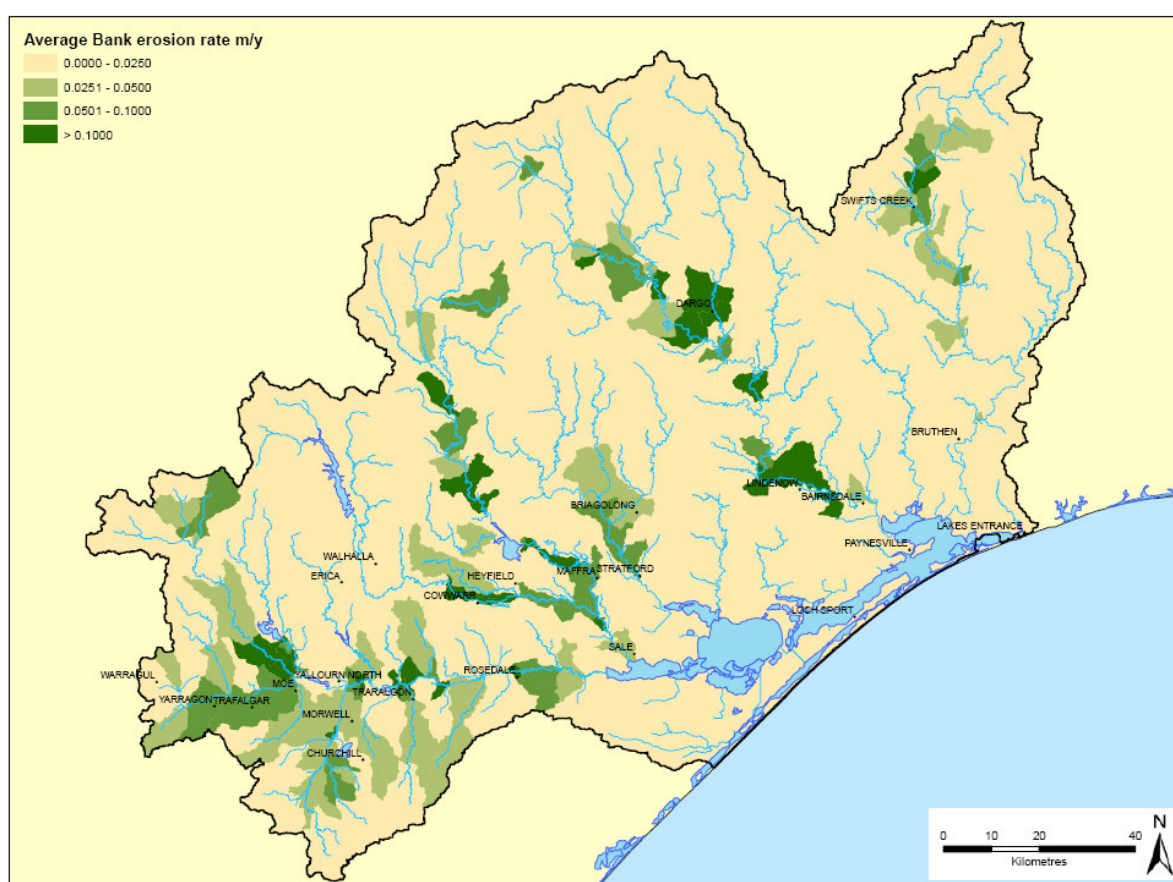 Average Bank erosion rate m/y
0.0000 - 0.0250
0.0251 - 0.0500
0.0501 - 0.1000
> 0.1000
SWIFTS CREEK
DARGO
BRUTHEN
LINDENOW
BAIRNSDALE
BRIAGOLONG
LAKES ENTRANCE
PAYNESVILLE
WALHALLA
ERICA
HEYFIELD
MAFFRA
STRATFORD
COWWARR
LOCH SPORT
SALE
ROSEDALE
WARRAGUL
YALLOURN NORTH
MOE
TRARALGON
YARRAGON
TRAFALGAR
MORWELL
CHURCHILL
N
0 10 20 40
Kilometres